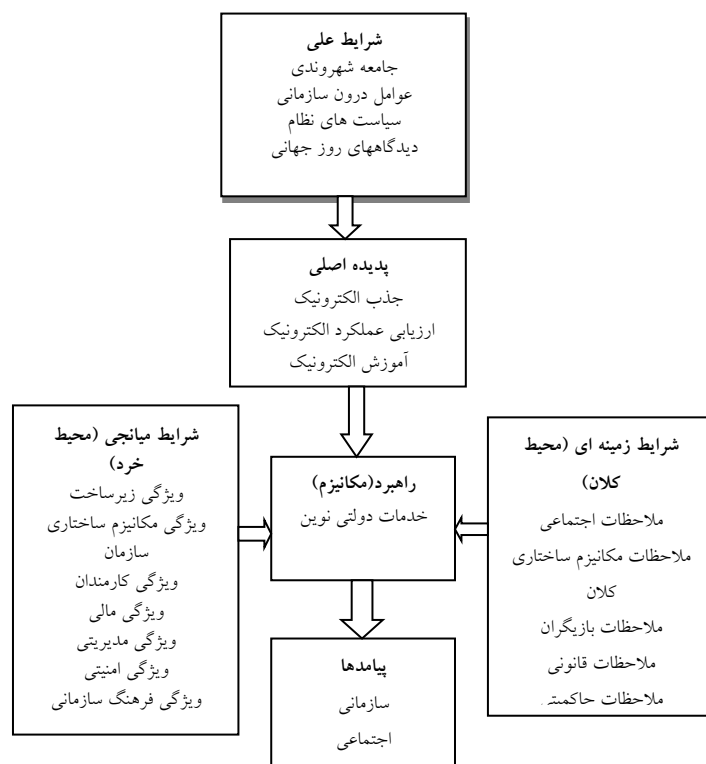 شرایط علی
جامعه شهروندی
عوامل درون سازمانی
سیاست های نظام
دیدگاههای روز جهانی
پدیده اصلی
جذب الکترونیک
ارزیابی عملکرد الکترونیک
آموزش الکترونیک
شرایط زمینه ای (محیط
کلان)
ملاحظات اجتماعی
ملاحظات مکانیزم ساختاری
کلان
ملاحظات بازیگران
ملاحظات قانونی
ملاحظات حاکمیتی
راهبرد(مکانیزم)
خدمات دولتی نوین
شرایط میانجی (محیط
خرد)
ویژگی زیرساخت
ویژگی مکانیزم ساختاری
سازمان
ویژگی کارمندان
ویژگی مالی
ویژگی مدیریتی
ویژگی امنیتی
ویژگی فرهنگ سازمانی
پیامدها
سازمانی
اجتماعی